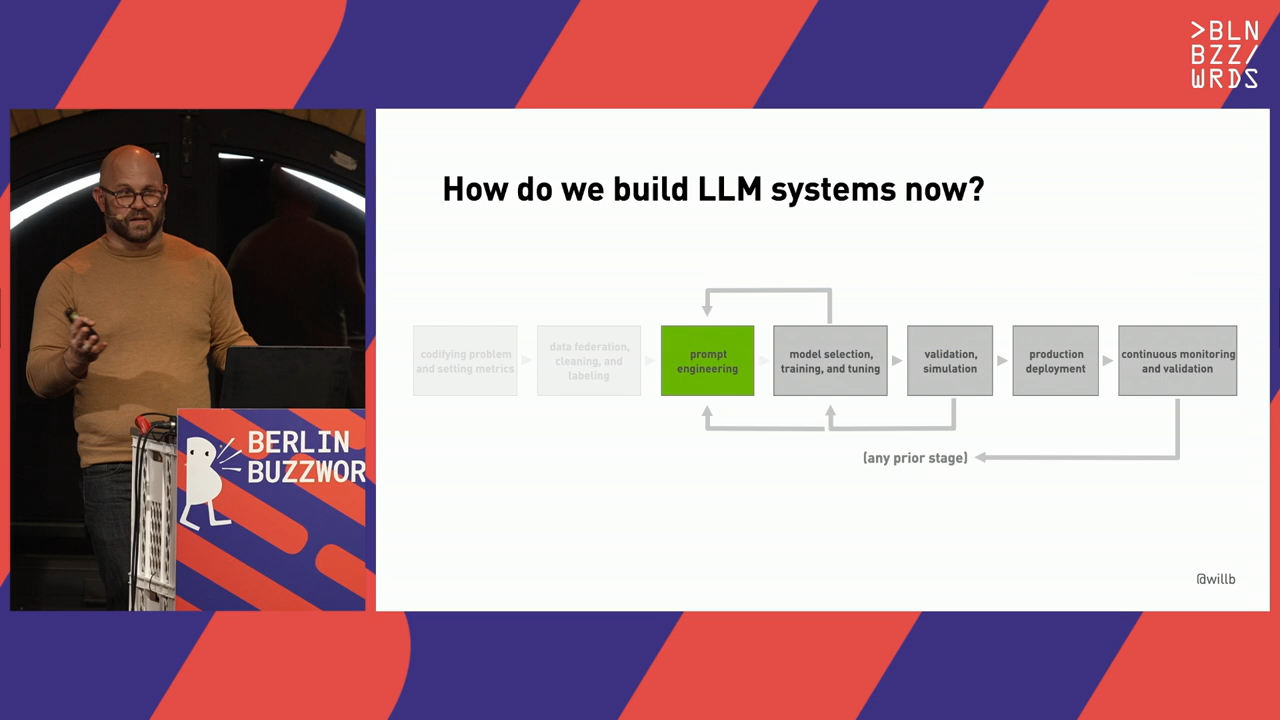 >BLN
BZZ/
WRDS
How do we build LLM systems now?
codifying problem
and setting metrics
data federation,
cleaning, and
labeling
prompt
engineering
model selection,
training, and tuning
validation,
simulation
production
deployment
continuous monitoring
and validation
(any prior stage)
@willb
BERLIN
BUZZWOR